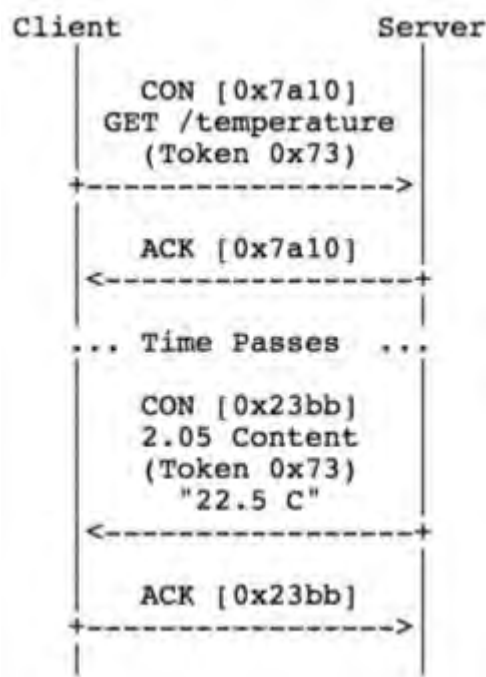 Client Server
CON [0x7a10]
GET /temperature
(Token 0x73)
ACK [0x7a10]
... Time Passes ...
CON [0x23bb]
2.05 Content
(Token 0x73)
"22.5 C"
ACK [0x23bb]